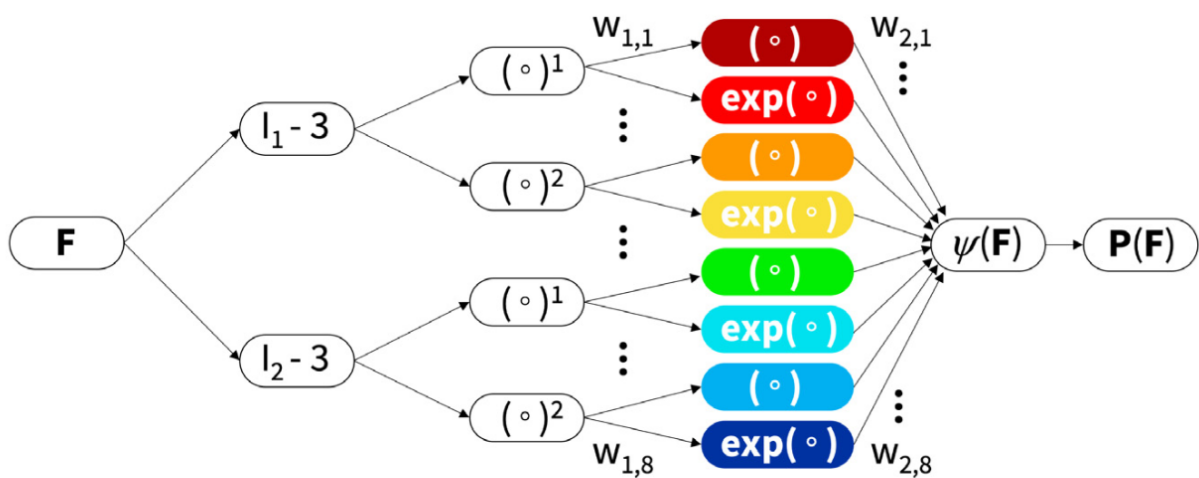 w₁,₁
(∘)
w₂,₁
(∘)¹
exp(∘)
I₁ - 3
(∘)
(∘)²
exp(∘)
F
ψ(F)
P(F)
(∘)
(∘)¹
exp(∘)
I₂ - 3
(∘)
(∘)²
exp(∘)
w₁,₈
w₂,₈